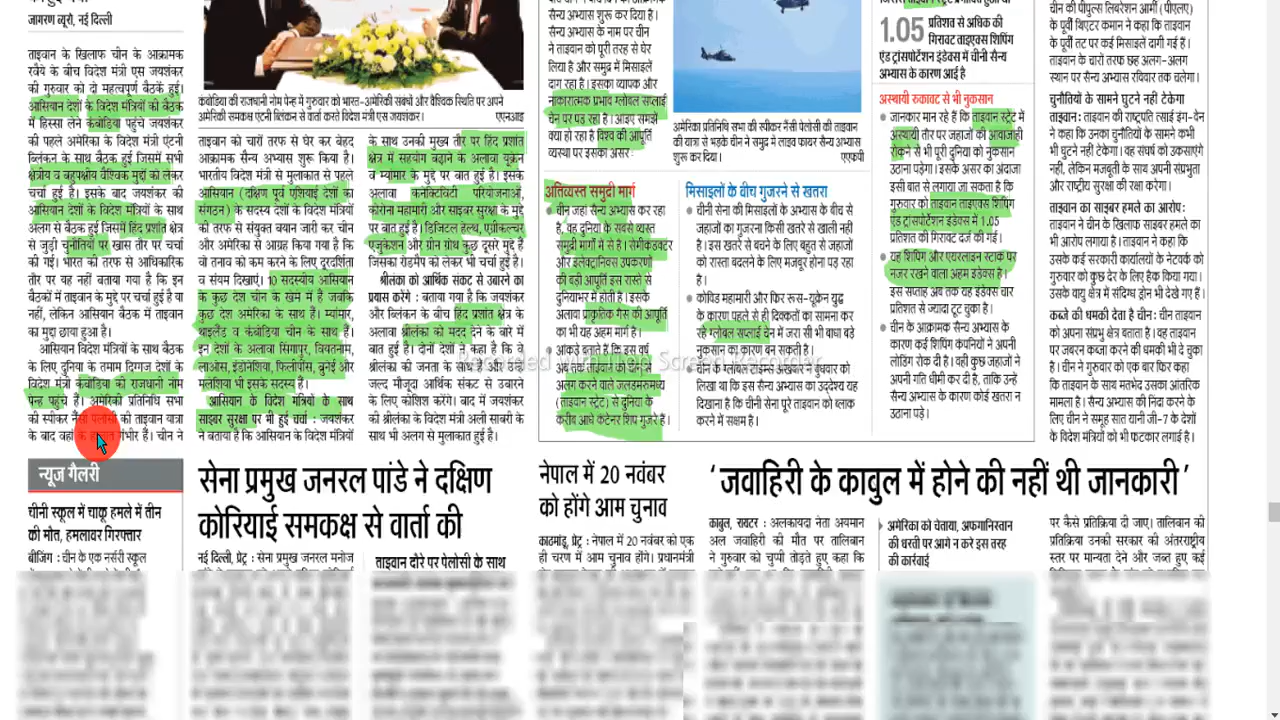 जागरण ब्यूरो, नई दिल्ली
ताइवान के खिलाफ चीन के आक्रामक
रवैये के बीच विदेश मंत्री एस जयशंकर
की गुरुवार को दो महत्वपूर्ण बैठकें हुईं।
आसियान देशों के विदेश मंत्रियों की बैठक
में हिस्सा लेने कंबोडिया पहुंचे जयशंकर
की पहले अमेरिकी विदेश मंत्री एंटनी
ब्लिंकन के साथ बैठक हुई जिसमें सभी
क्षेत्रीय व बहुपक्षीय वैश्विक मुद्दों को लेकर
चर्चा हुई है। इसके बाद जयशंकर की
आसियान देशों के विदेश मंत्रियों के साथ
अलग से बैठक हुई जिसमें हिंद प्रशांत क्षेत्र
से जुड़ी चुनौतियों पर खास तौर पर चर्चा
की गई। भारत की तरफ से आधिकारिक
तौर पर यह नहीं बताया गया है कि इन
बैठकों में ताइवान के मुद्दे पर चर्चा हुई है या
नहीं, लेकिन आसियान बैठक में ताइवान
का मुद्दा छाया हुआ है।
आसियान विदेश मंत्रियों के साथ बैठक
के लिए दुनिया के तमाम दिग्गज देशों के
विदेश मंत्री कंबोडिया की राजधानी नाम
पेन्ह पहुंचे हैं। अमेरिकी प्रतिनिधि सभा
की स्पीकर नैंसी पेलोसी की ताइवान यात्रा
के बाद वहां के हालात गंभीर हैं। चीन ने
कंबोडिया की राजधानी नोम पेन्ह में गुरुवार को भारत-अमेरिकी संबंधों और वैश्विक स्थिति पर अपने
अमेरिकी समकक्ष एंटनी ब्लिंकन से वार्ता करते विदेश मंत्री एस जयशंकर। एएनआइ
ताइवान को चारों तरफ से घेर कर बेहद
आक्रामक सैन्य अभ्यास शुरू किया है।
भारतीय विदेश मंत्री से मुलाकात से पहले
आसियान (दक्षिण पूर्व एशियाई देशों का
संगठन) के सदस्य देशों के विदेश मंत्रियों
की तरफ से संयुक्त बयान जारी कर चीन
और अमेरिका से आग्रह किया गया है कि
वो तनाव को कम करने के लिए दूरदर्शिता
व संयम दिखाएं। 10 सदस्यीय आसियान
के कुछ देश चीन के खेमे में हैं जबकि
कुछ देश अमेरिका के साथ हैं। म्यांमार,
थाइलैंड व कंबोडिया चीन के साथ हैं।
इन देशों के अलावा सिंगापुर, वियतनाम,
लाओस, इंडोनेशिया, फिलीपींस, ब्रुनेई और
मलेशिया भी इसके सदस्य हैं।
आसियान के विदेश मंत्रियों के साथ
साइबर सुरक्षा पर भी हुई चर्चा : जयशंकर
ने बताया है कि आसियान के विदेश मंत्रियों
के साथ उनकी मुख्य तौर पर हिंद प्रशांत
क्षेत्र में सहयोग बढ़ाने के अलावा यूक्रेन
व म्यांमार के मुद्दे पर बात हुई है। इसके
अलावा कनेक्टिविटी परियोजनाओं,
कोरोना महामारी और साइबर सुरक्षा के मुद्दे
पर बात हुई है। डिजिटल हेल्थ, एग्रीकल्चर
एजुकेशन और ग्रीन ग्रोथ कुछ दूसरे मुद्दे हैं
जिसका रोडमैप को लेकर भी चर्चा हुई है।
श्रीलंका को आर्थिक संकट से उबारने का
प्रयास करेंगे : बताया गया है कि जयशंकर
और ब्लिंकन के बीच हिंद प्रशांत क्षेत्र के
अलावा श्रीलंका को मदद देने के बारे में
बात हुई है। दोनों देशों ने कहा है कि वे
श्रीलंका की जनता के साथ हैं और उसे
जल्द मौजूदा आर्थिक संकट से उबारने
के लिए कोशिश करेंगे। बाद में जयशंकर
की श्रीलंका के विदेश मंत्री अली साबरी के
साथ भी अलग से मुलाकात हुई है।
सैन्य अभ्यास शुरू कर दिया है।
सैन्य अभ्यास के नाम पर चीन
ने ताइवान को पूरी तरह से घेर
लिया है और समुद्र में मिसाइलें
दाग रहा है। इसका व्यापक और
नाकारात्मक प्रभाव ग्लोबल सप्लाई
चेन पर पड़ रहा है। आइए समझें
क्या हो रहा है विश्व की आपूर्ति
व्यवस्था पर इसका असर :
अमेरिका प्रतिनिधि सभा की स्पीकर नैंसी पेलोसी की ताइवान
की यात्रा से भड़के चीन ने समुद्र में लाइव फायर सैन्य अभ्यास
शुरू कर दिया। एएफपी
अतिव्यस्त समुद्री मार्ग
● चीन जहां सैन्य अभ्यास कर रहा
है, वह दुनिया के सबसे व्यस्त
समुद्री मार्गों में से है। सेमीकंडक्टर
और इलेक्ट्रानिक्स उपकरणों
की बड़ी आपूर्ति इस रास्ते से
दुनियाभर में होती है। इसके
अलावा प्राकृतिक गैस की आपूर्ति
का भी यह अहम मार्ग है।
● आंकड़े बताते हैं कि इस वर्ष
अब तक ताइवान को चीन से
अलग करने वाले जलडमरूमध्य
(ताइवान स्ट्रेट) से दुनिया के
करीब आधे कंटेनर शिप गुजरे हैं।
मिसाइलों के बीच गुजरने से खतरा
● चीनी सेना की मिसाइलों के अभ्यास के बीच से
जहाजों का गुजरना किसी खतरे से खाली नहीं
है। इस खतरे से बचने के लिए बहुत से जहाजों
को रास्ता बदलने के लिए मजबूर होना पड़ रहा
है।
● कोविड महामारी और फिर रूस-यूक्रेन युद्ध
के कारण पहले से ही दिक्कतों का सामना कर
रहे ग्लोबल सप्लाई चेन में जरा सी भी बाधा बड़े
नुकसान का कारण बन सकती है।
● चीन के ग्लोबल टाइम्स अखबार ने बुधवार को
लिखा था कि इस सैन्य अभ्यास का उद्देश्य यह
दिखाना है कि चीनी सेना पूरे ताइवान को ब्लाक
करने में सक्षम है।
1.05 प्रतिशत से अधिक की
गिरावट ताइएक्स शिपिंग
एंड ट्रांसपोर्टेशन इंडेक्स में चीनी सैन्य
अभ्यास के कारण आई है
अस्थायी रुकावट से भी नुकसान
● जानकार मान रहे हैं कि ताइवान स्ट्रेट में
अस्थायी तौर पर जहाजों की आवाजाही
रोकने से भी पूरी दुनिया को नुकसान
उठाना पड़ेगा। इसके असर का अंदाजा
इसी बात से लगाया जा सकता है कि
गुरुवार को ताइवान ताइएक्स शिपिंग
एंड ट्रांसपोर्टेशन इंडेक्स में 1.05
प्रतिशत की गिरावट दर्ज की गई।
● यह शिपिंग और एयरलाइन स्टाक पर
नजर रखने वाला अहम इंडेक्स है।
इस सप्ताह अब तक यह इंडेक्स चार
प्रतिशत से ज्यादा टूट चुका है।
● चीन के आक्रामक सैन्य अभ्यास के
कारण कई शिपिंग कंपनियों ने अपनी
लोडिंग रोक दी है। वहीं कुछ जहाजों ने
अपनी गति धीमी कर दी है, ताकि उन्हें
सैन्य अभ्यास के कारण कोई खतरा न
उठाना पड़े।
चीन की पीपुल्स लिबरेशन आर्मी (पीएलए)
के पूर्वी थिएटर कमान ने कहा कि ताइवान
के पूर्वी तट पर कई मिसाइलें दागी गई हैं।
ताइवान के चारों तरफ छह अलग-अलग
स्थान पर सैन्य अभ्यास रविवार तक चलेगा।
चुनौतियों के सामने घुटने नहीं टेकेगा
ताइवान : ताइवान की राष्ट्रपति त्साई इंग-वेन
ने कहा कि उनका चुनौतियों के सामने कभी
भी घुटने नहीं टेकेगा। वह संघर्ष को उकसाएंगे
नहीं, लेकिन मजबूती के साथ अपनी संप्रभुता
और राष्ट्रीय सुरक्षा की रक्षा करेगा।
ताइवान का साइबर हमले का आरोप :
ताइवान ने चीन के खिलाफ साइबर हमले का
भी आरोप लगाया है। ताइवान ने कहा कि
उसके कई सरकारी कार्यालयों के नेटवर्क को
गुरुवार को कुछ देर के लिए हैक किया गया।
उसके वायु क्षेत्र में संदिग्ध ड्रोन भी देखे गए हैं।
कब्जे की धमकी देता है चीन : चीन ताइवान
को अपना संप्रभु क्षेत्र बताता है। वह ताइवान
पर जबरन कब्जा करने की धमकी भी दे चुका
है। चीन ने गुरुवार को एक बार फिर कहा
कि ताइवान के साथ मतभेद उसका आंतरिक
मामला है। सैन्य अभ्यास की निंदा करने के
लिए चीन ने समूह सात यानी जी-7 के देशों
के विदेश मंत्रियों को भी फटकार लगाई है।
Recorded with iTop Screen Recorder
न्यूज गैलरी
चीनी स्कूल में चाकू हमले में तीन
की मौत, हमलावर गिरफ्तार
बीजिंग : चीन के एक नर्सरी स्कूल
सेना प्रमुख जनरल पांडे ने दक्षिण
कोरियाई समकक्ष से वार्ता की
नई दिल्ली, प्रेट्र : सेना प्रमुख जनरल मनोज
ताइवान दौरे पर पेलोसी के साथ
नेपाल में 20 नवंबर
को होंगे आम चुनाव
काठमांडू, प्रेट्र : नेपाल में 20 नवंबर को एक
ही चरण में आम चुनाव होंगे। प्रधानमंत्री
'जवाहिरी के काबुल में होने की नहीं थी जानकारी'
काबुल, रायटर : अलकायदा नेता अयमान
अल जवाहिरी की मौत पर तालिबान
ने गुरुवार को चुप्पी तोड़ते हुए कहा कि
अमेरिका को चेताया, अफगानिस्तान
की धरती पर आगे न करे इस तरह
की कार्रवाई
पर कैसे प्रतिक्रिया दी जाए। तालिबान की
प्रतिक्रिया उनकी सरकार की अंतरराष्ट्रीय
स्तर पर मान्यता देने और जब्त हुए कई